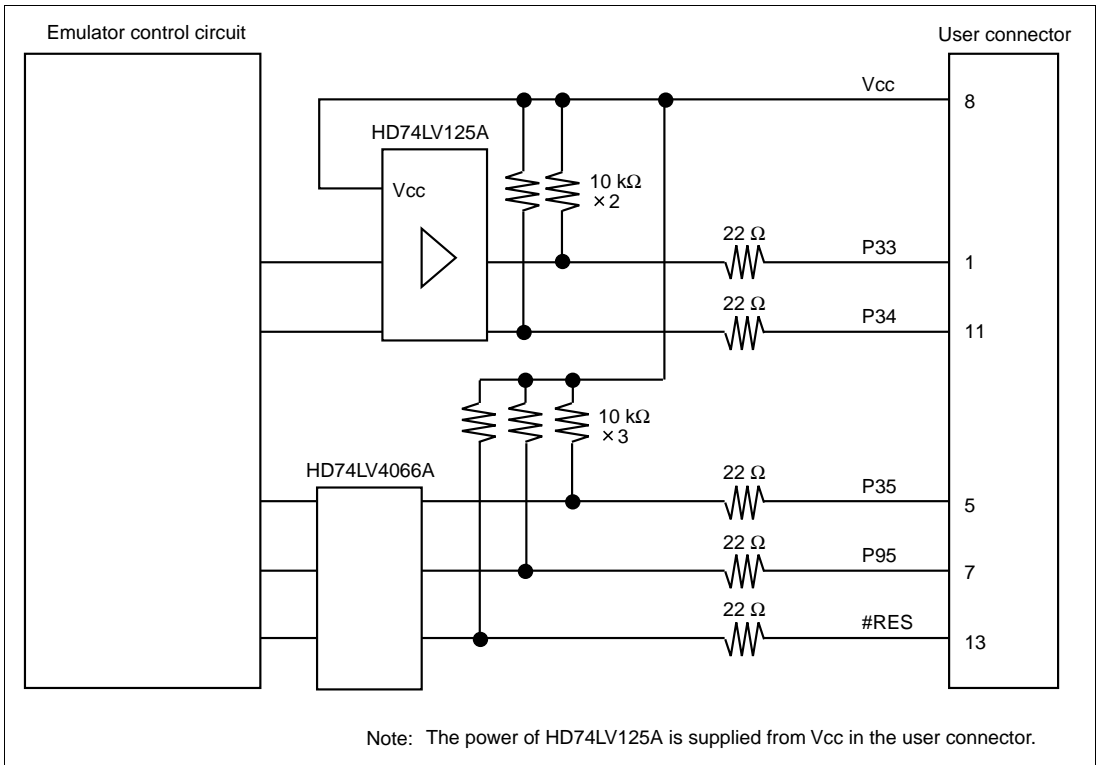 Emulator control circuit
User connector
Vcc
8
HD74LV125A
Vcc
10 kΩ
×2
22 Ω
P33
1
22 Ω
P34
11
10 kΩ
×3
HD74LV4066A
22 Ω
P35
5
22 Ω
P95
7
22 Ω
#RES
13
Note: The power of HD74LV125A is supplied from Vcc in the user connector.